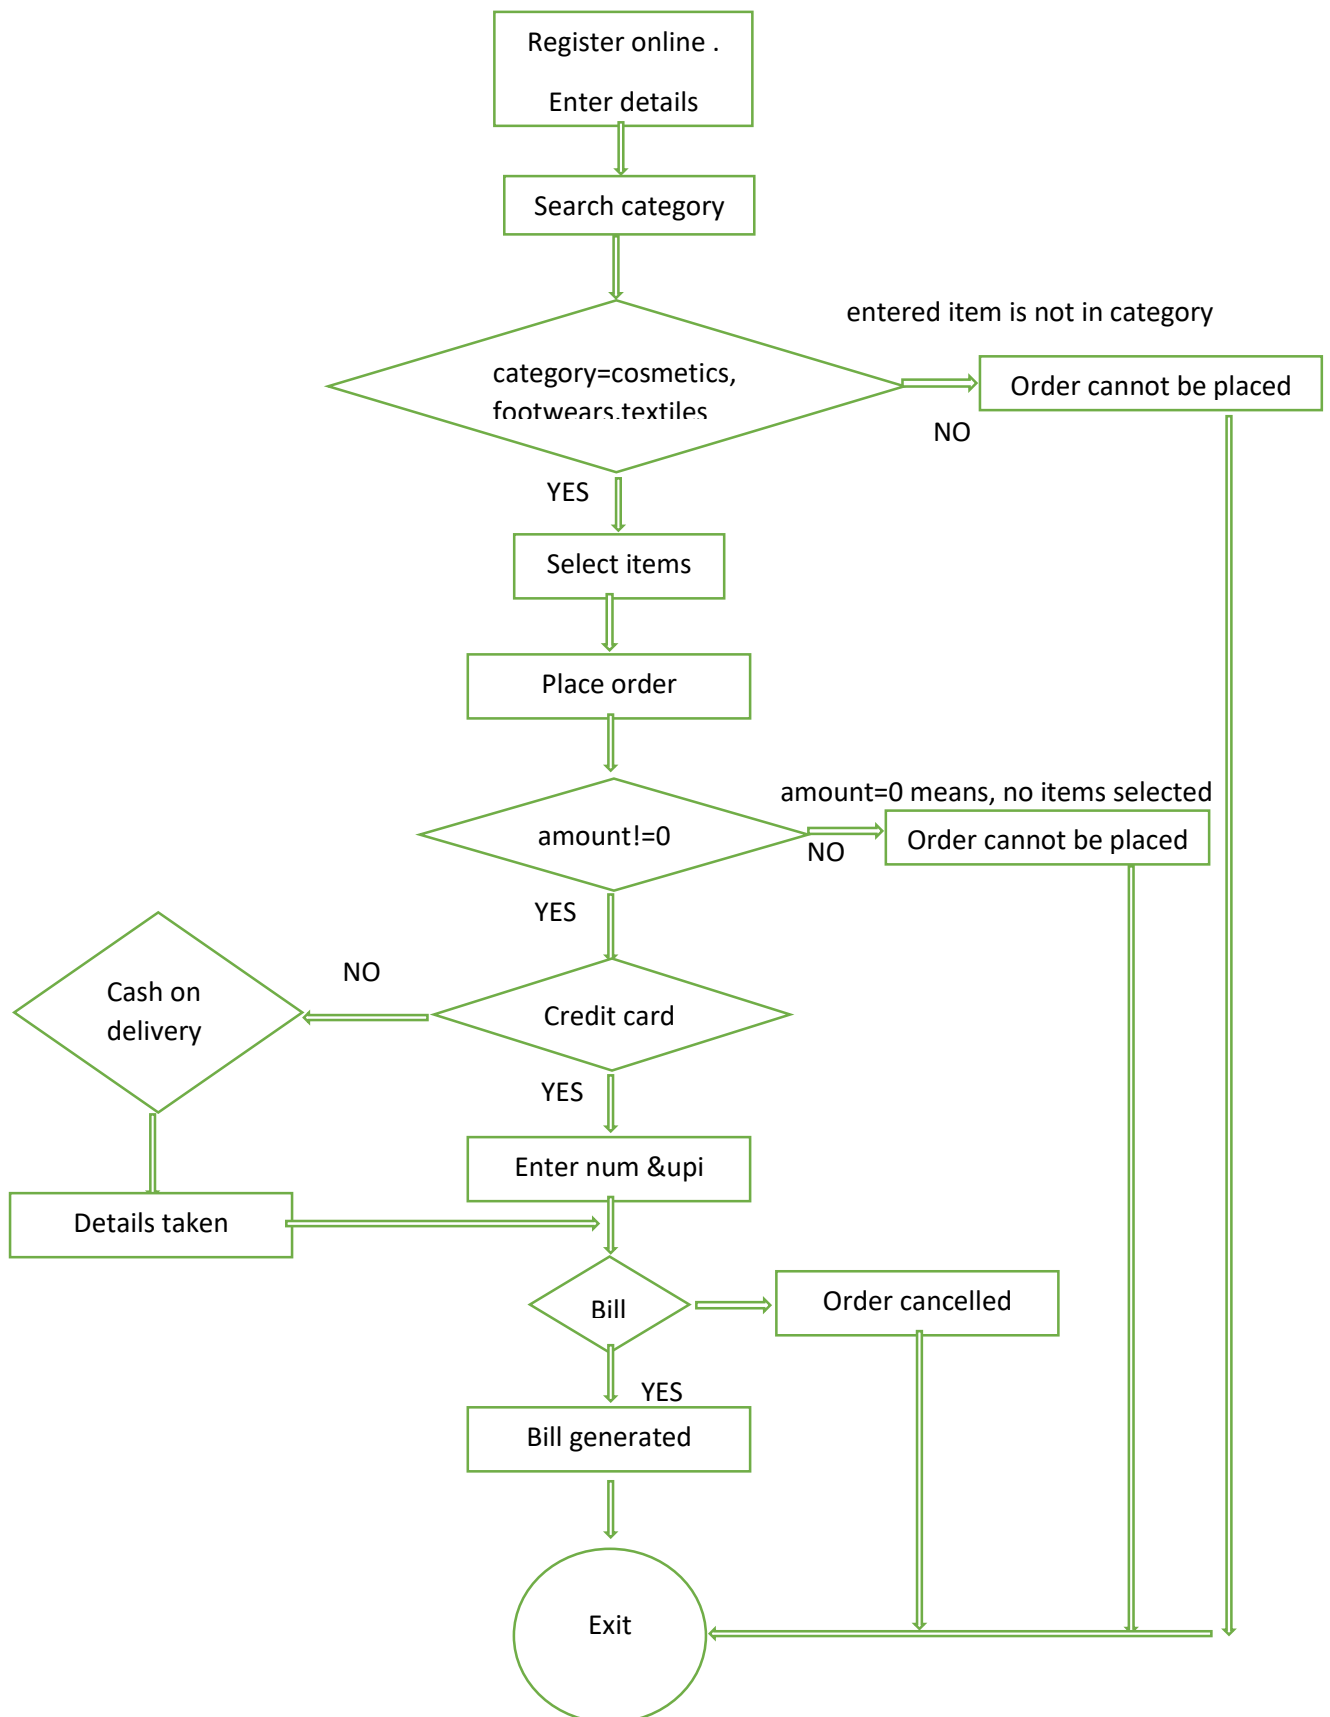 Register online .
Enter details
Search category
entered item is not in category
category=cosmetics,
footwears,textiles
Order cannot be placed
NO
YES
Select items
Place order
amount=0 means, no items selected
amount!=0
Order cannot be placed
NO
YES
NO
Cash on
delivery
Credit card
YES
Enter num &upi
Details taken
Bill
Order cancelled
YES
Bill generated
Exit